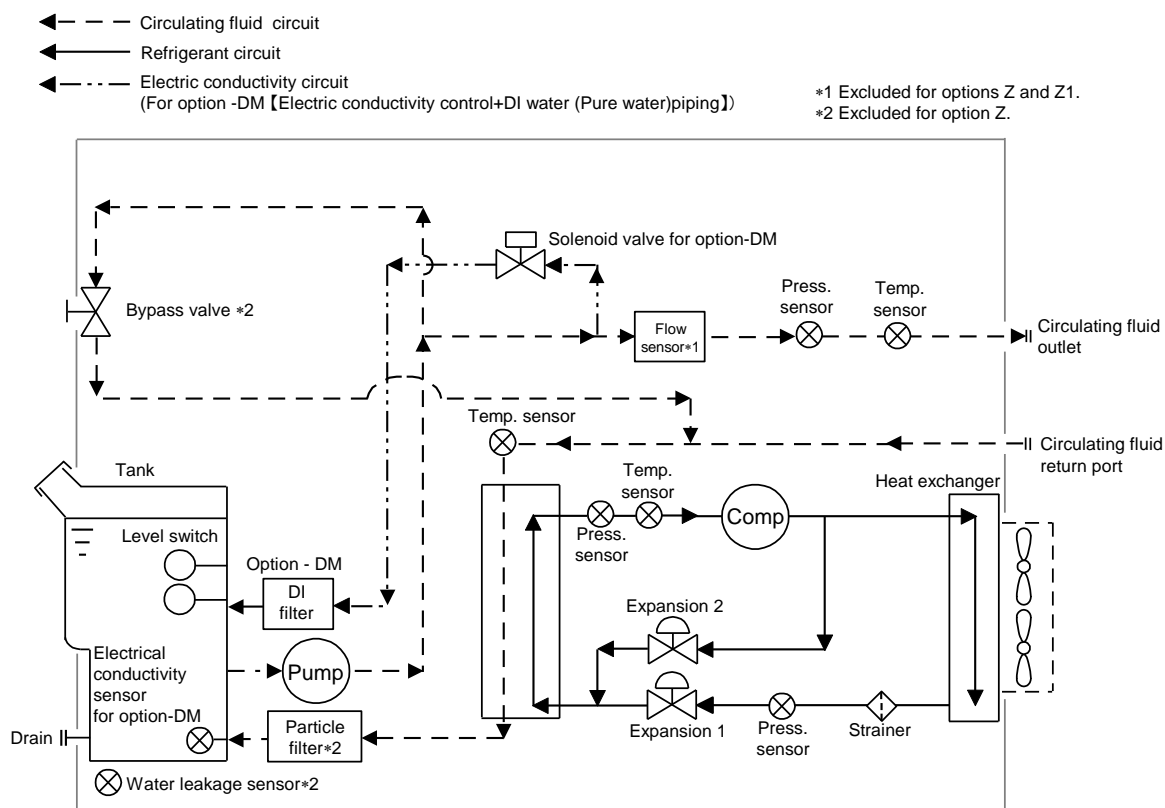 Circulating fluid circuit
Refrigerant circuit
Electric conductivity circuit
(For option -DM【Electric conductivity control+DI water (Pure water)piping】)
*1 Excluded for options Z and Z1.
*2 Excluded for option Z.
Solenoid valve for option-DM
Bypass valve *2
Press.
sensor
Temp.
sensor
Flow
sensor*1
Circulating fluid
outlet
Temp. sensor
Circulating fluid
return port
Tank
Temp.
sensor
Heat exchanger
Comp
Press.
sensor
Level switch
Option - DM
DI
filter
Expansion 2
Electrical
conductivity
sensor
for option-DM
Pump
Expansion 1
Press.
sensor
Strainer
Drain
Particle
filter*2
Water leakage sensor*2